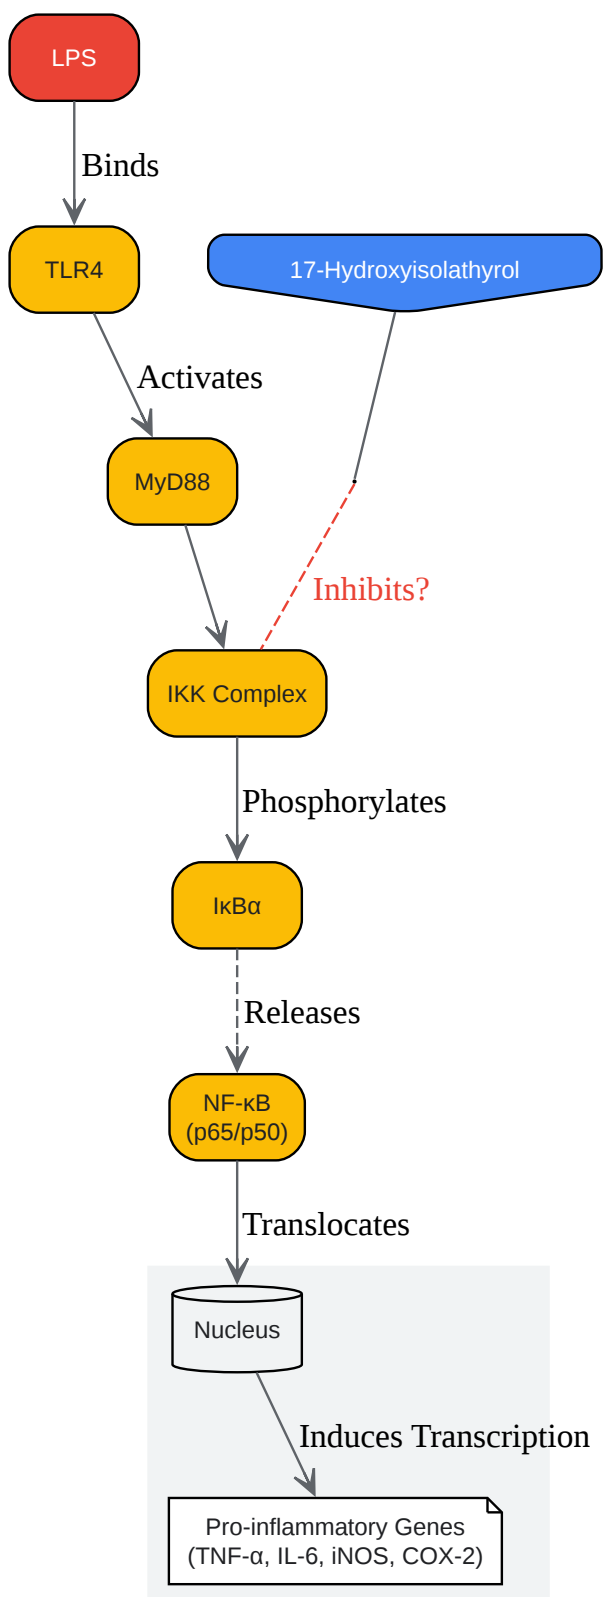 LPS
Binds
TLR4
17-Hydroxyisolathyrol
Activates
MyD88
Inhibits?
IKK Complex
Phosphorylates
IκBα
Releases
NF-κB
(p65/p50)
Translocates
Nucleus
Induces Transcription
Pro-inflammatory Genes
(TNF-α, IL-6, iNOS, COX-2)